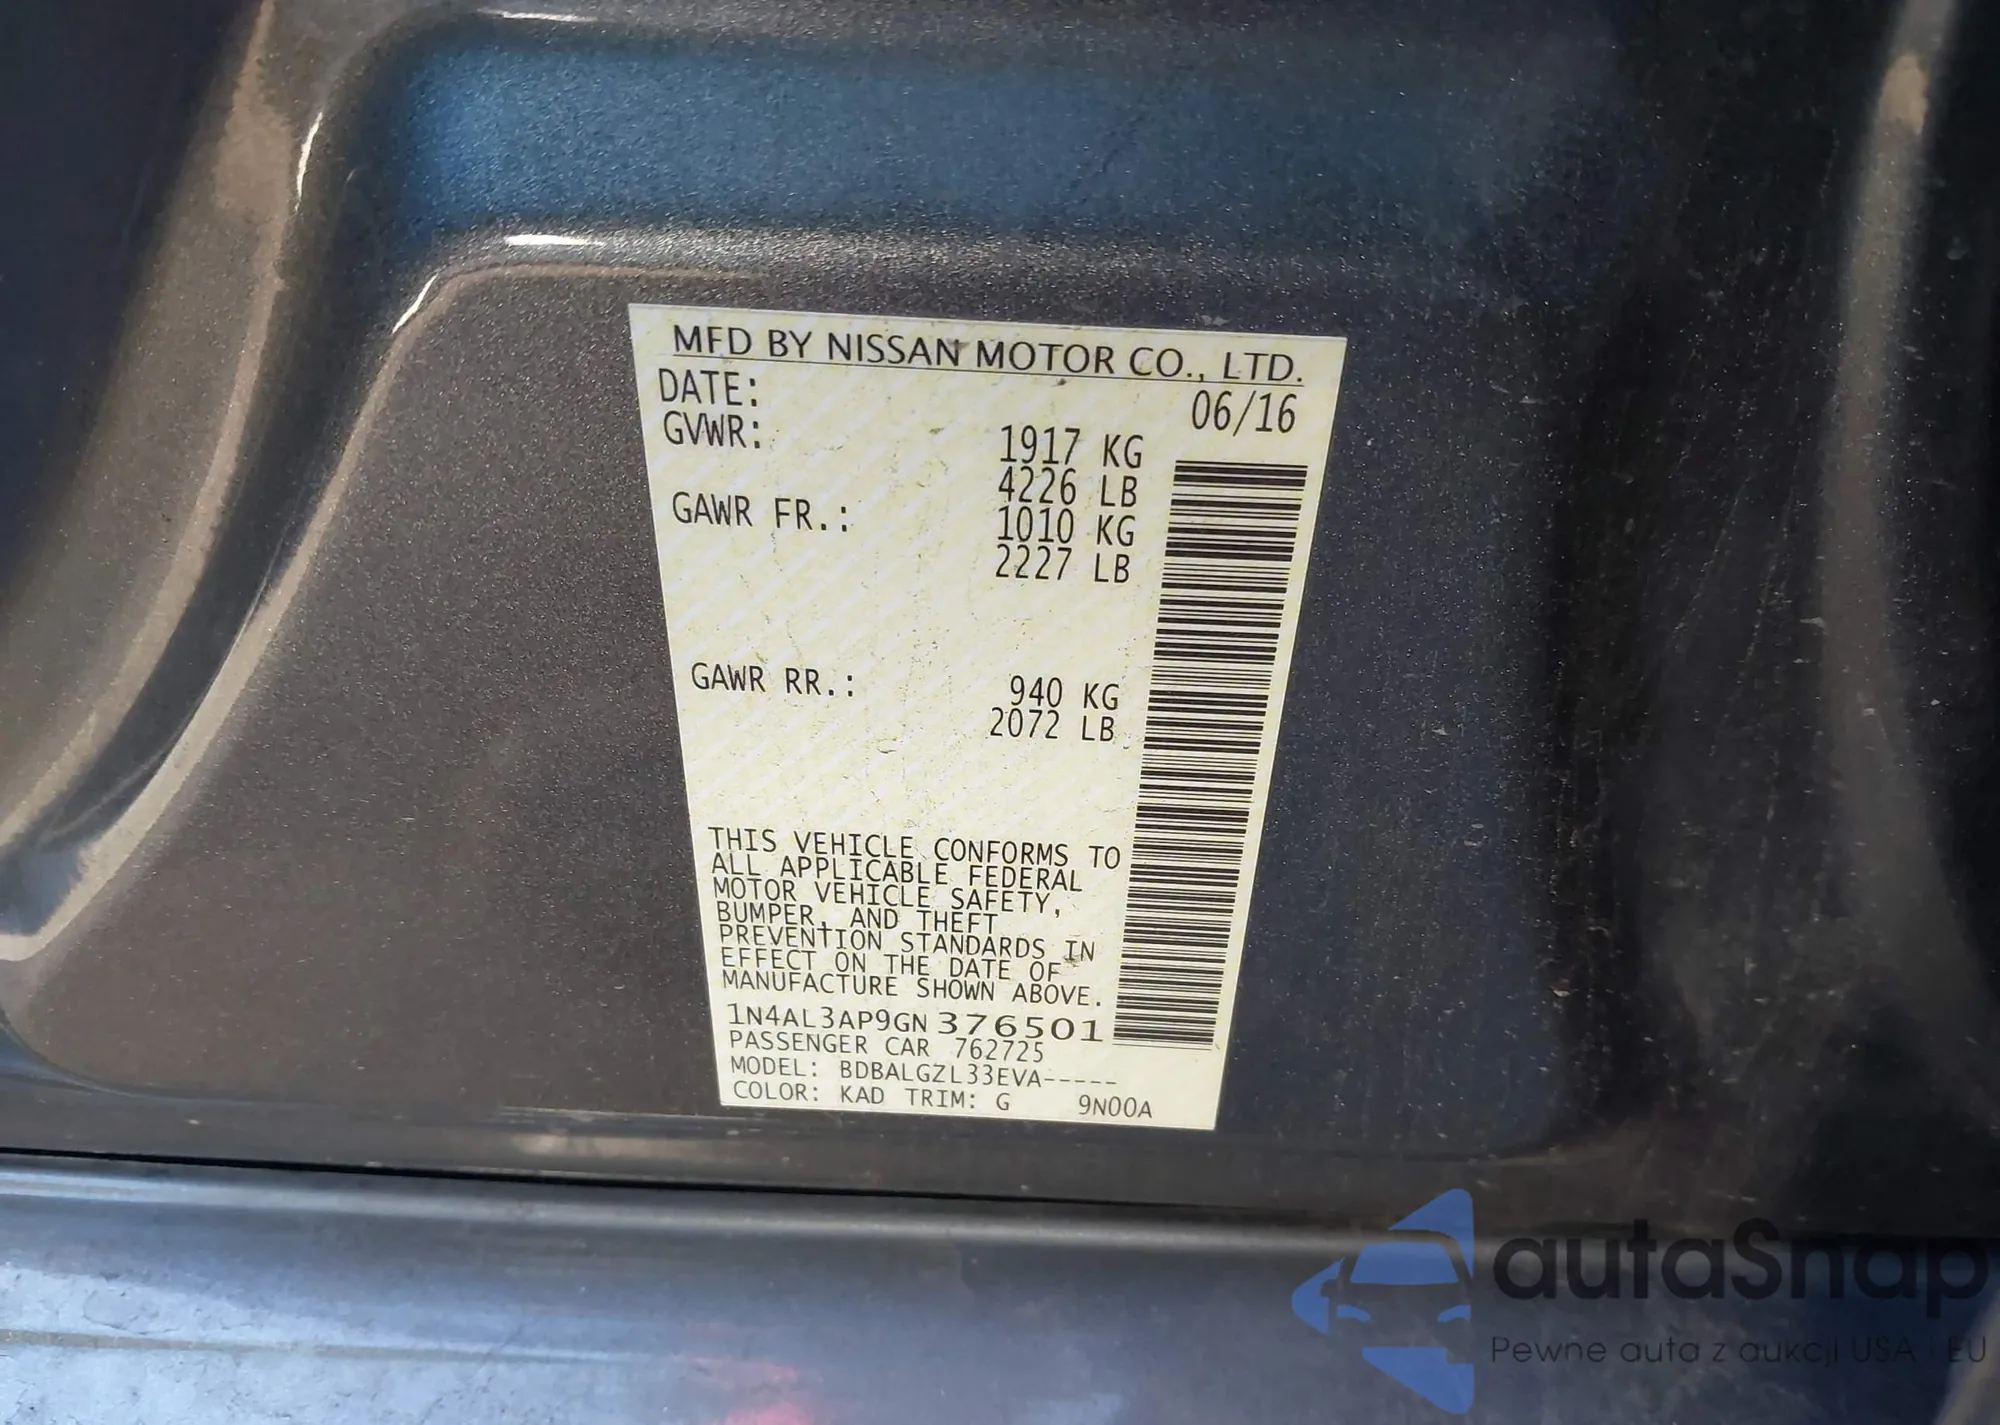 MFD BY NISSAN MOTOR CO., LTD.
DATE: 06/16
GVWR: 1917 KG
4226 LB
GAWR FR.: 1010 KG
2227 LB
GAWR RR.: 940 KG
2072 LB
THIS VEHICLE CONFORMS TO
ALL APPLICABLE FEDERAL
MOTOR VEHICLE SAFETY,
BUMPER, AND THEFT
PREVENTION STANDARDS IN
EFFECT ON THE DATE OF
MANUFACTURE SHOWN ABOVE.
1N4AL3AP9GN376501
PASSENGER CAR 762725
MODEL: BDBALGZL33EVA-----
COLOR: KAD TRIM: G 9N00A
autaSnap
Pewne auta z aukcji USA i EU